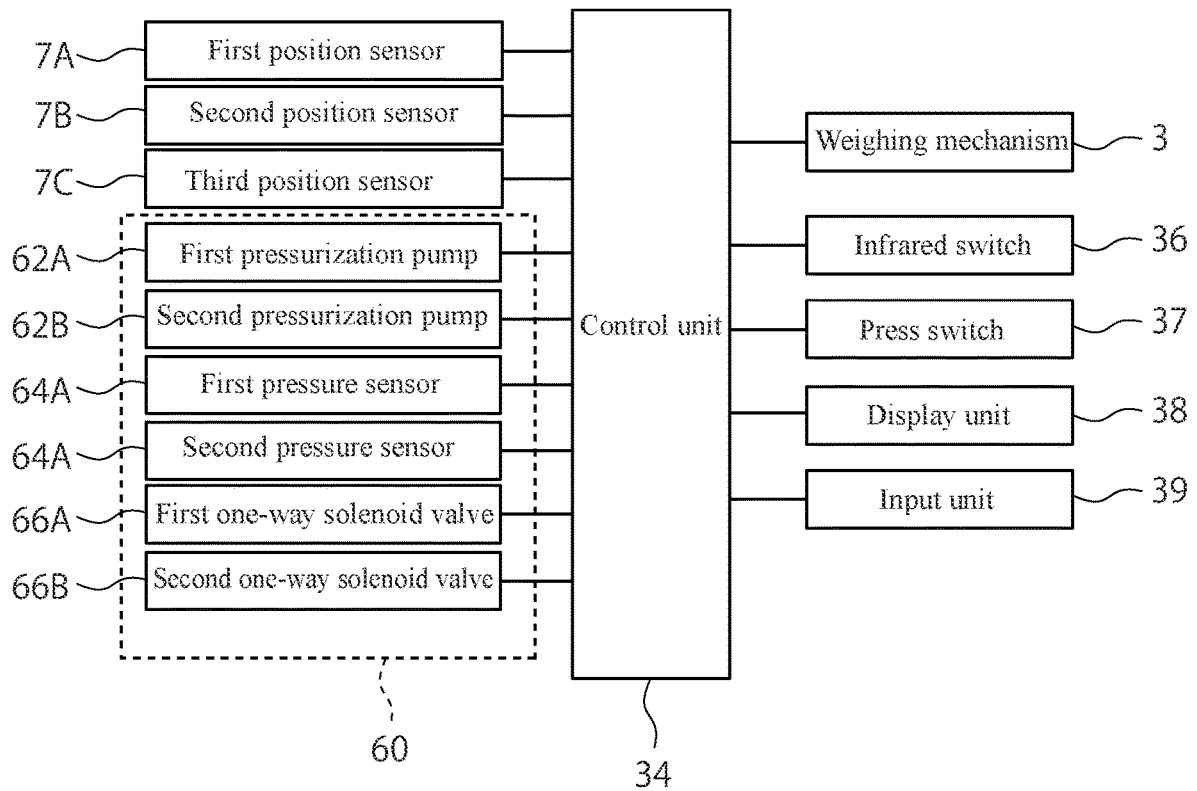 7A First position sensor
7B Second position sensor
7C Third position sensor
62A First pressurization pump
62B Second pressurization pump
64A First pressure sensor
64A Second pressure sensor
66A First one-way solenoid valve
66B Second one-way solenoid valve
60
Control unit
34
Weighing mechanism 3
Infrared switch 36
Press switch 37
Display unit 38
Input unit 39